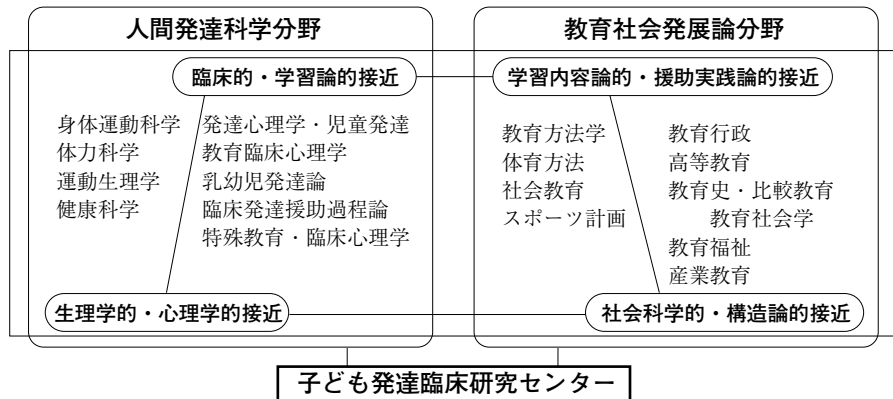 人間発達科学分野
臨床的・学習論的接近
身体運動科学
体力科学
運動生理学
健康科学
発達心理学・児童発達
教育臨床心理学
乳幼児発達論
臨床発達援助過程論
特殊教育・臨床心理学
生理学的・心理学的接近
教育社会発展論分野
学習内容論的・援助実践論的接近
教育方法学
体育方法
社会教育
スポーツ計画
教育行政
高等教育
教育史・比較教育
教育社会学
教育福祉
産業教育
社会科学的・構造論的接近
子ども発達臨床研究センター